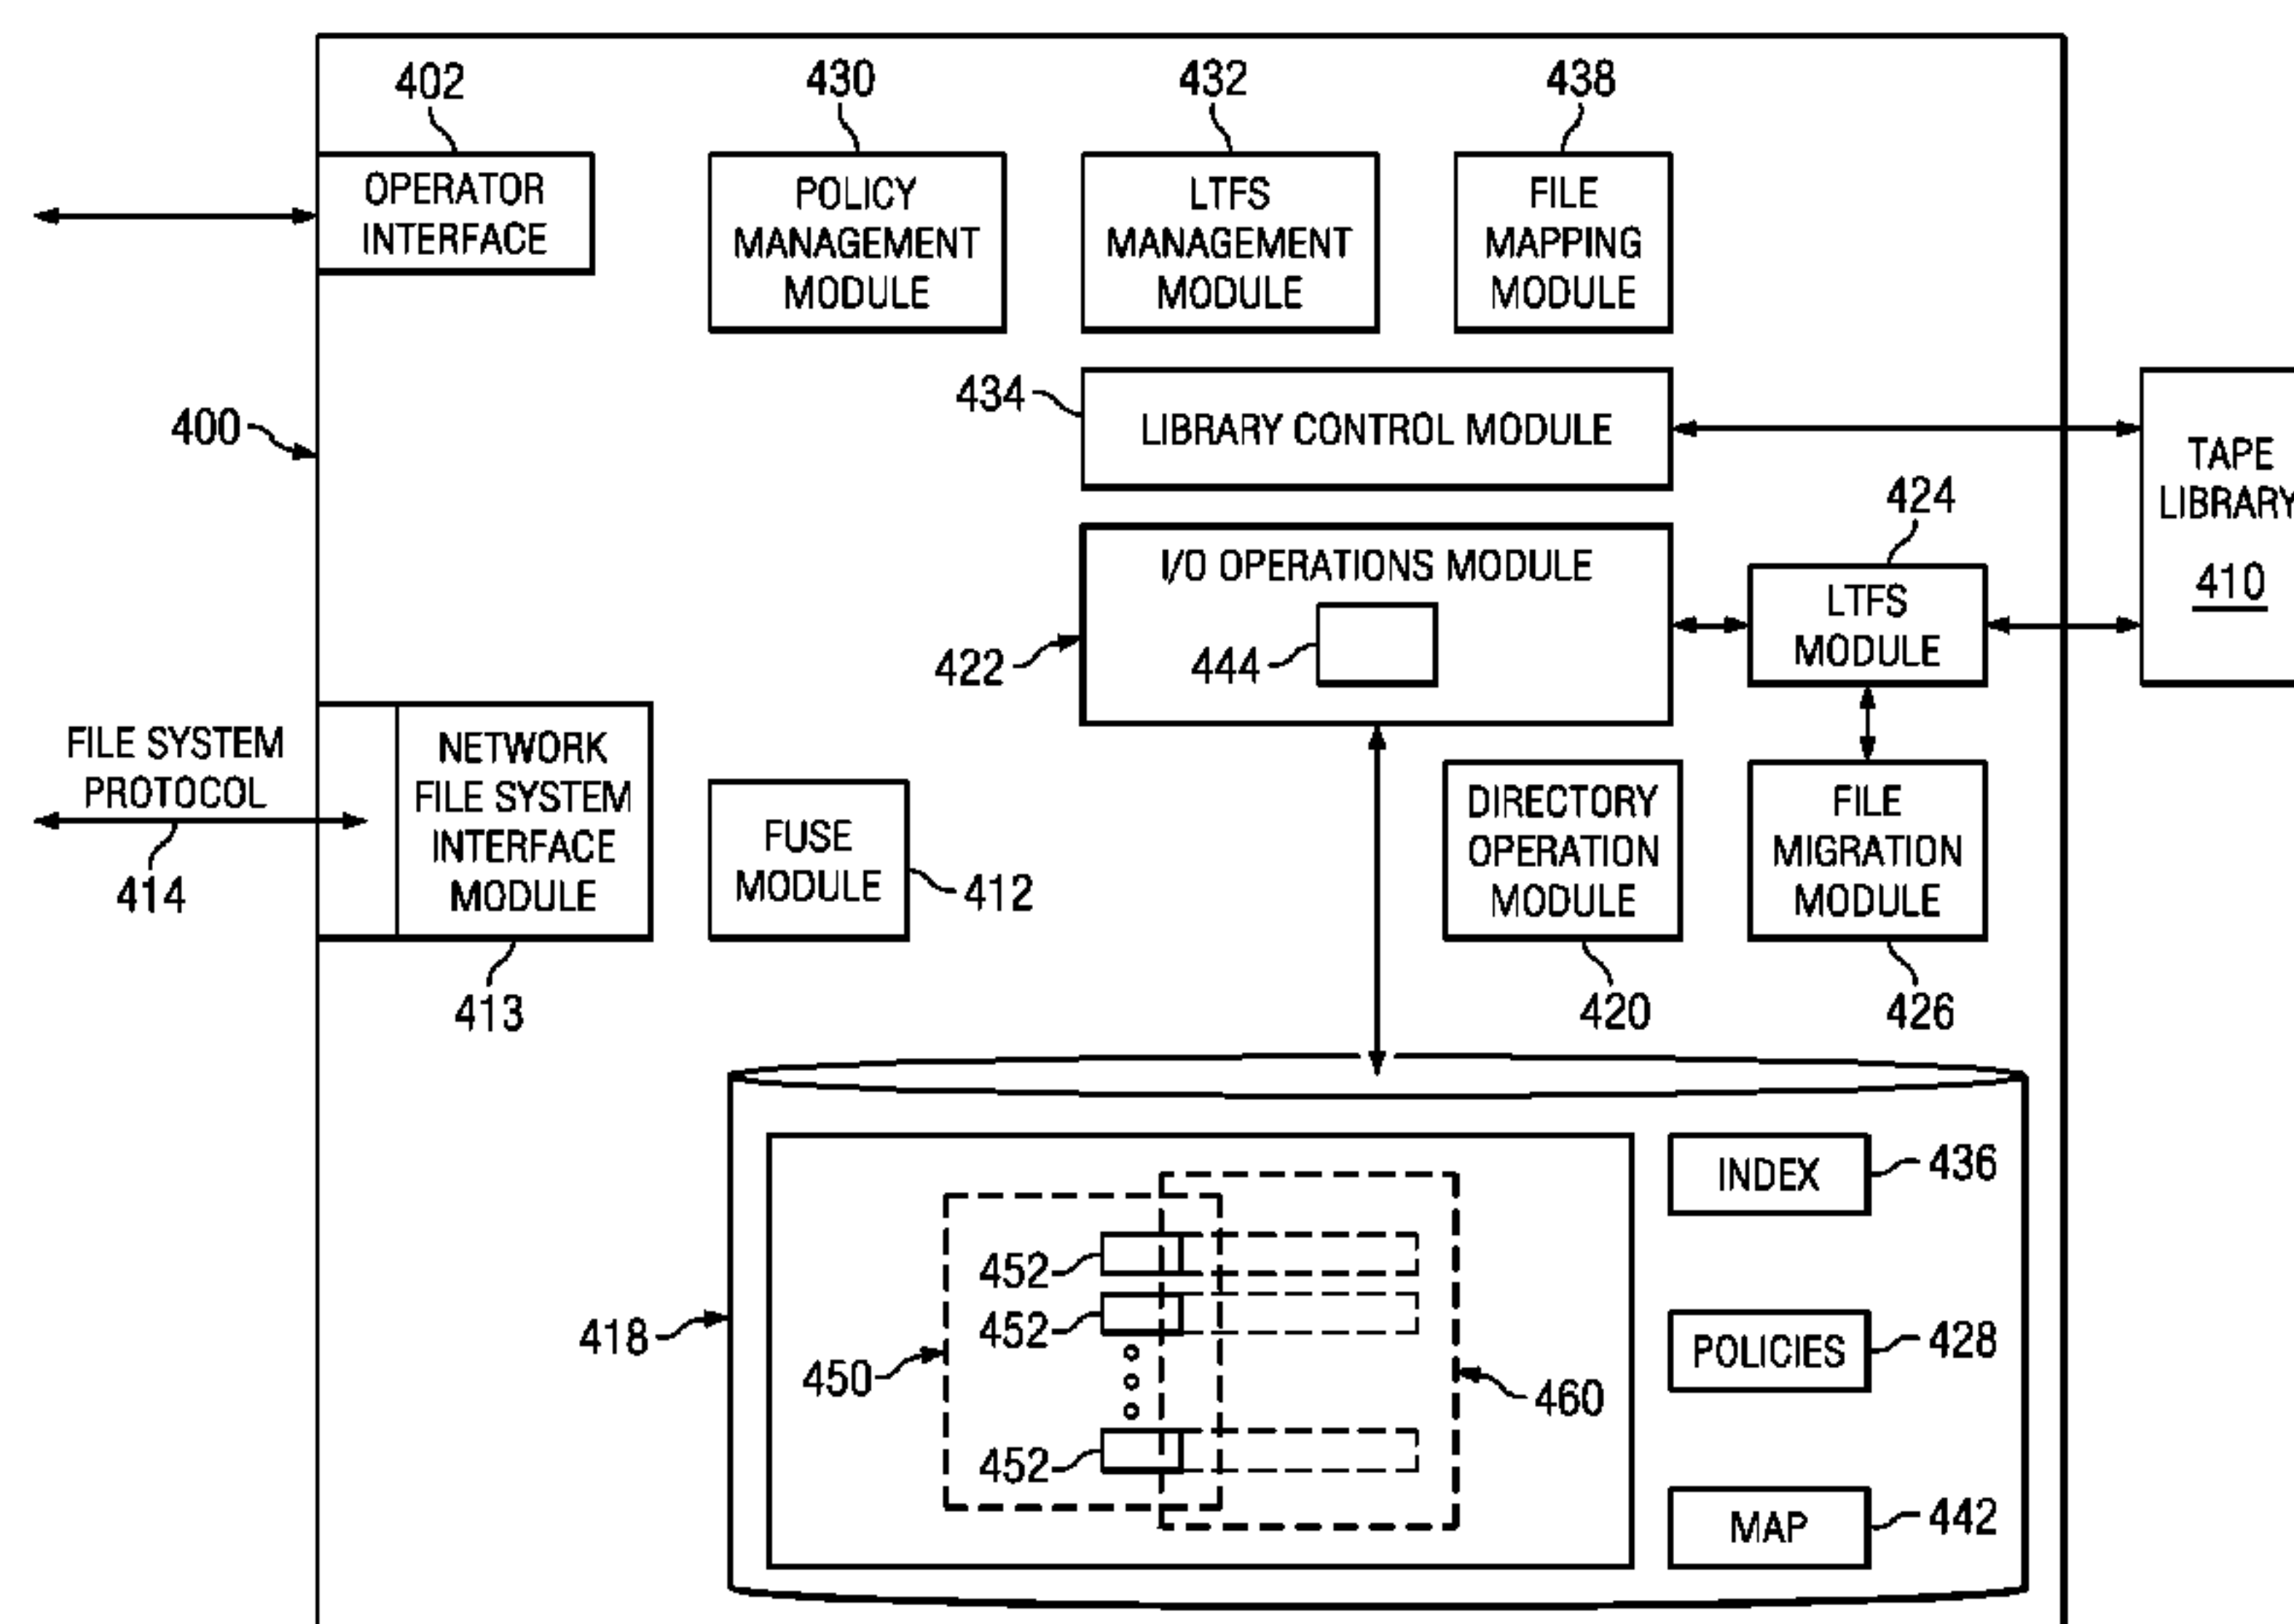 402
430
432
438
OPERATOR
INTERFACE
POLICY
MANAGEMENT
MODULE
LTFS
MANAGEMENT
MODULE
FILE
MAPPING
MODULE
434
LIBRARY CONTROL MODULE
400
TAPE
LIBRARY
410
424
I/O OPERATIONS MODULE
LTFS
MODULE
422
444
FILE SYSTEM
PROTOCOL
414
NETWORK
FILE SYSTEM
INTERFACE
MODULE
413
FUSE
MODULE
412
DIRECTORY
OPERATION
MODULE
420
FILE
MIGRATION
MODULE
426
418
450
452
452
452
460
INDEX
436
POLICIES
428
MAP
442